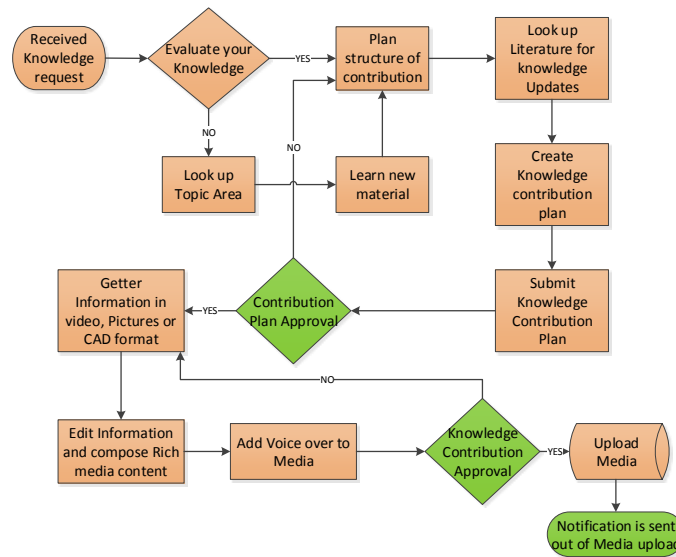 Received
Knowledge
request
Evaluate your
Knowledge
YES
Plan
structure of
contribution
Look up
Literature for
knowledge
Updates
NO
Look up
Topic Area
Learn new
material
NO
Create
Knowledge
contribution
plan
Submit
Knowledge
Contribution
Plan
Contribution
Plan Approval
YES
Getter
Information in
video, Pictures or
CAD format
NO
Edit Information
and compose Rich
media content
Add Voice over to
Media
Knowledge
Contribution
Approval
YES
Upload
Media
Notification is sent
out of Media upload